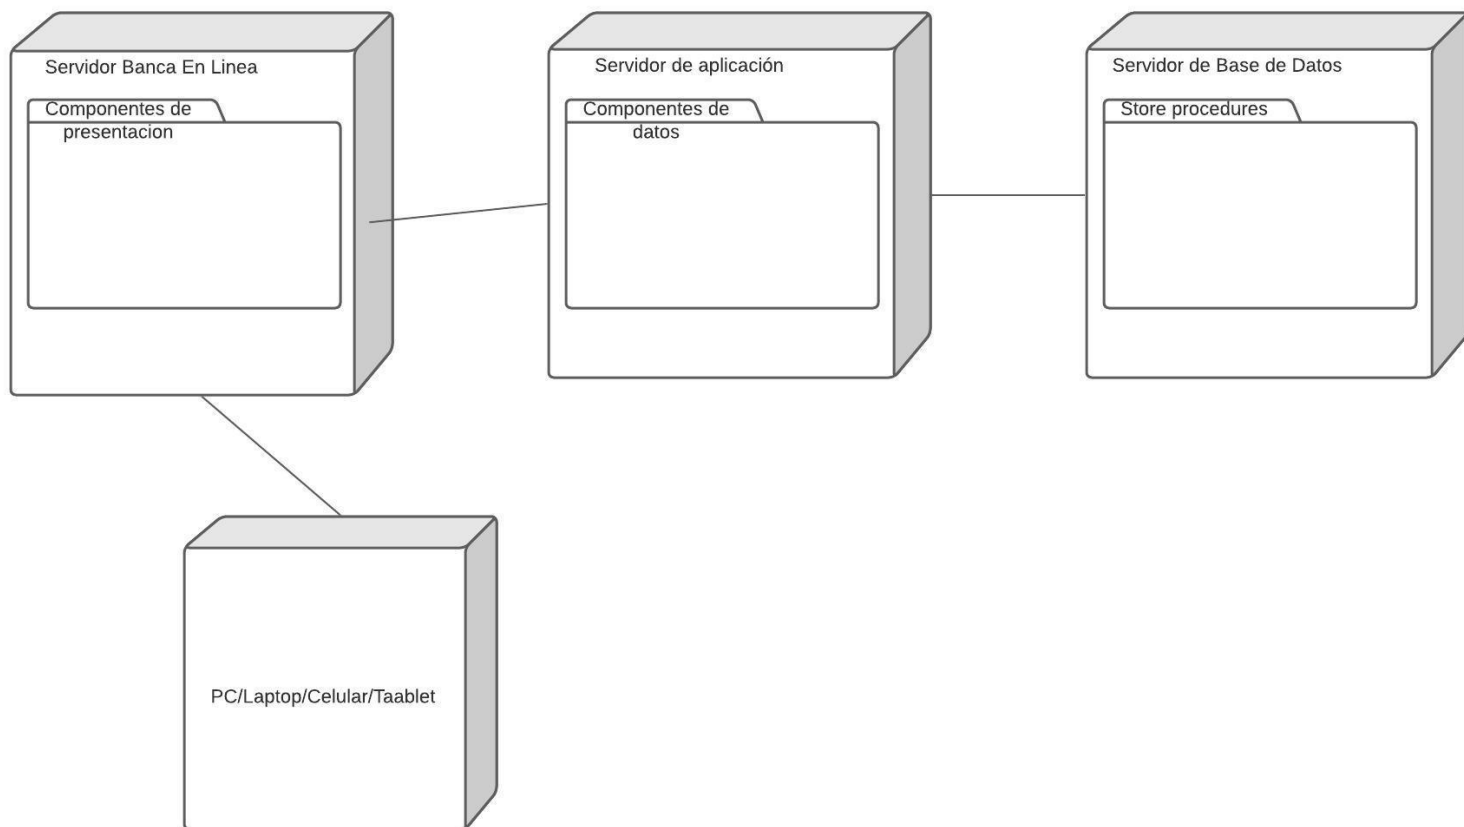 Servidor Banca En Linea
Componentes de
presentacion
Servidor de aplicación
Componentes de
datos
Servidor de Base de Datos
Store procedures
PC/Laptop/Celular/Taablet